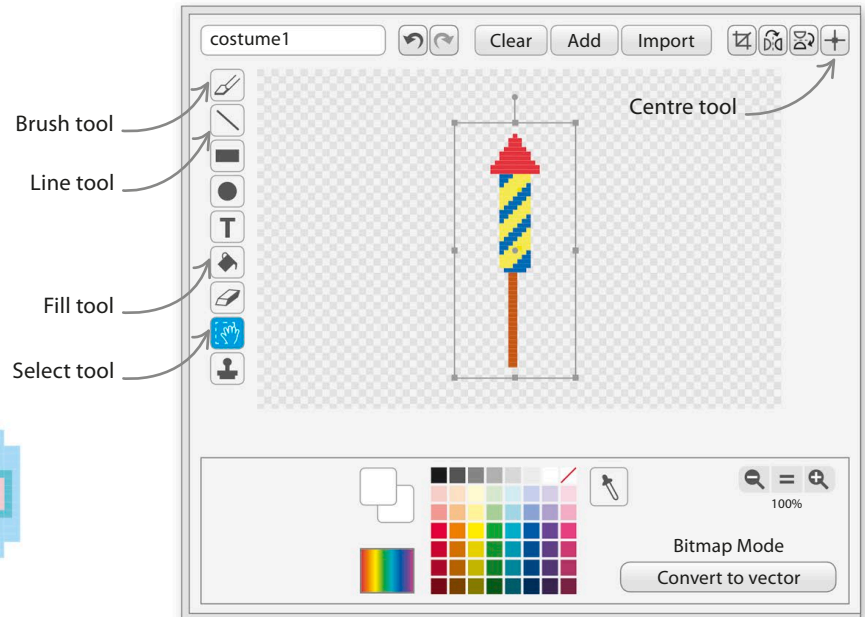 costume1
Clear
Add
Import
Centre tool
Brush tool
Line tool
T
Fill tool
Select tool
100%
Bitmap Mode
Convert to vector